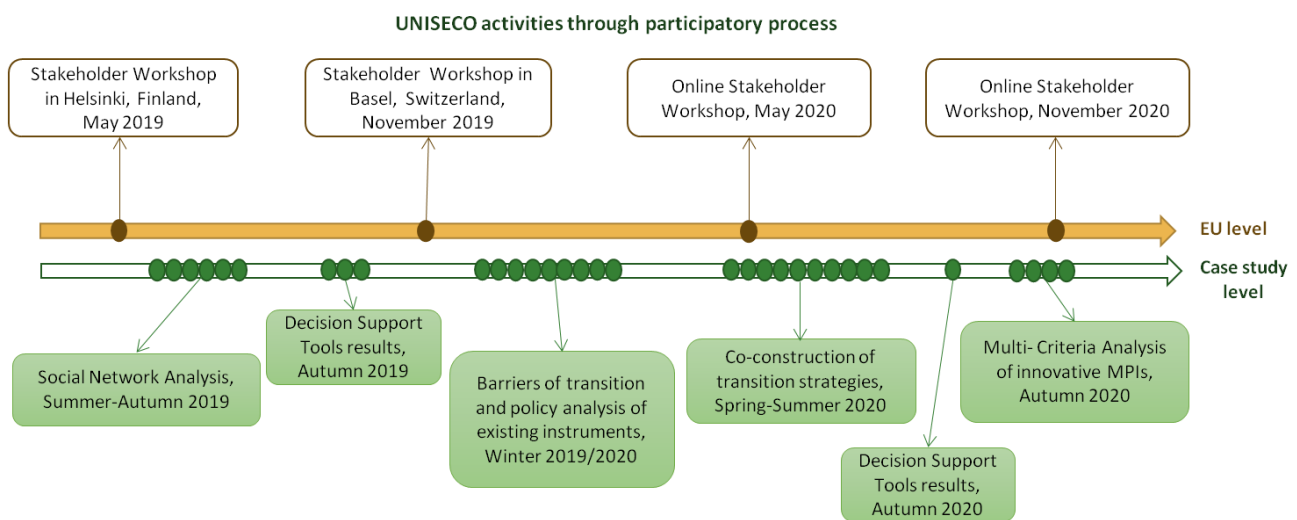 UNISECO activities through participatory process
Stakeholder Workshop
in Helsinki, Finland,
May 2019
Stakeholder Workshop in
Basel, Switzerland,
November 2019
Online Stakeholder
Workshop, May 2020
Online Stakeholder
Workshop, November 2020
EU level
Case study
level
Social Network Analysis,
Summer-Autumn 2019
Decision Support
Tools results,
Autumn 2019
Barriers of transition
and policy analysis of
existing instruments,
Winter 2019/2020
Co-construction of
transition strategies,
Spring-Summer 2020
Decision Support
Tools results,
Autumn 2020
Multi- Criteria Analysis
of innovative MPIs,
Autumn 2020